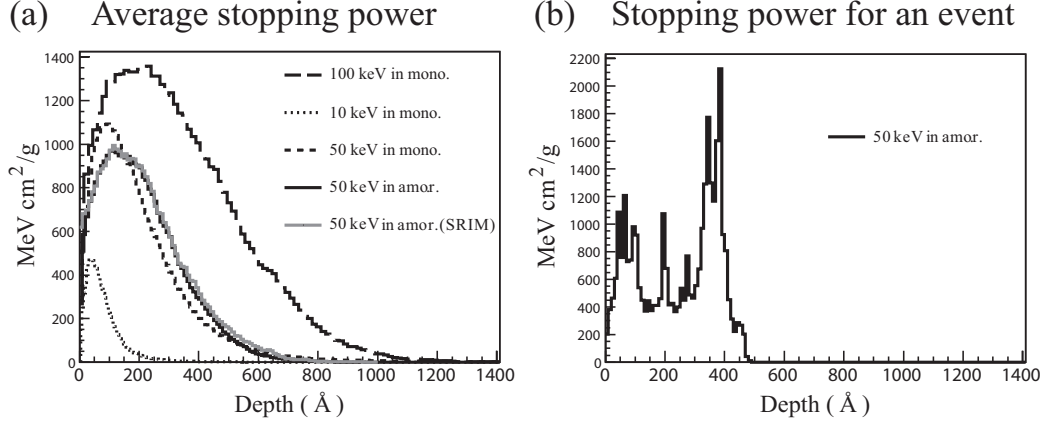 (a) Average stopping power
MeV cm²/g
1400
1200
1000
800
600
400
200
0
0 200 400 600 800 1000 1200 1400
Depth ( Å )
100 keV in mono.
10 keV in mono.
50 keV in mono.
50 keV in amor.
50 keV in amor.(SRIM)
(b) Stopping power for an event
MeV cm²/g
2200
2000
1800
1600
1400
1200
1000
800
600
400
200
0
0 200 400 600 800 1000 1200 1400
Depth ( Å )
50 keV in amor.